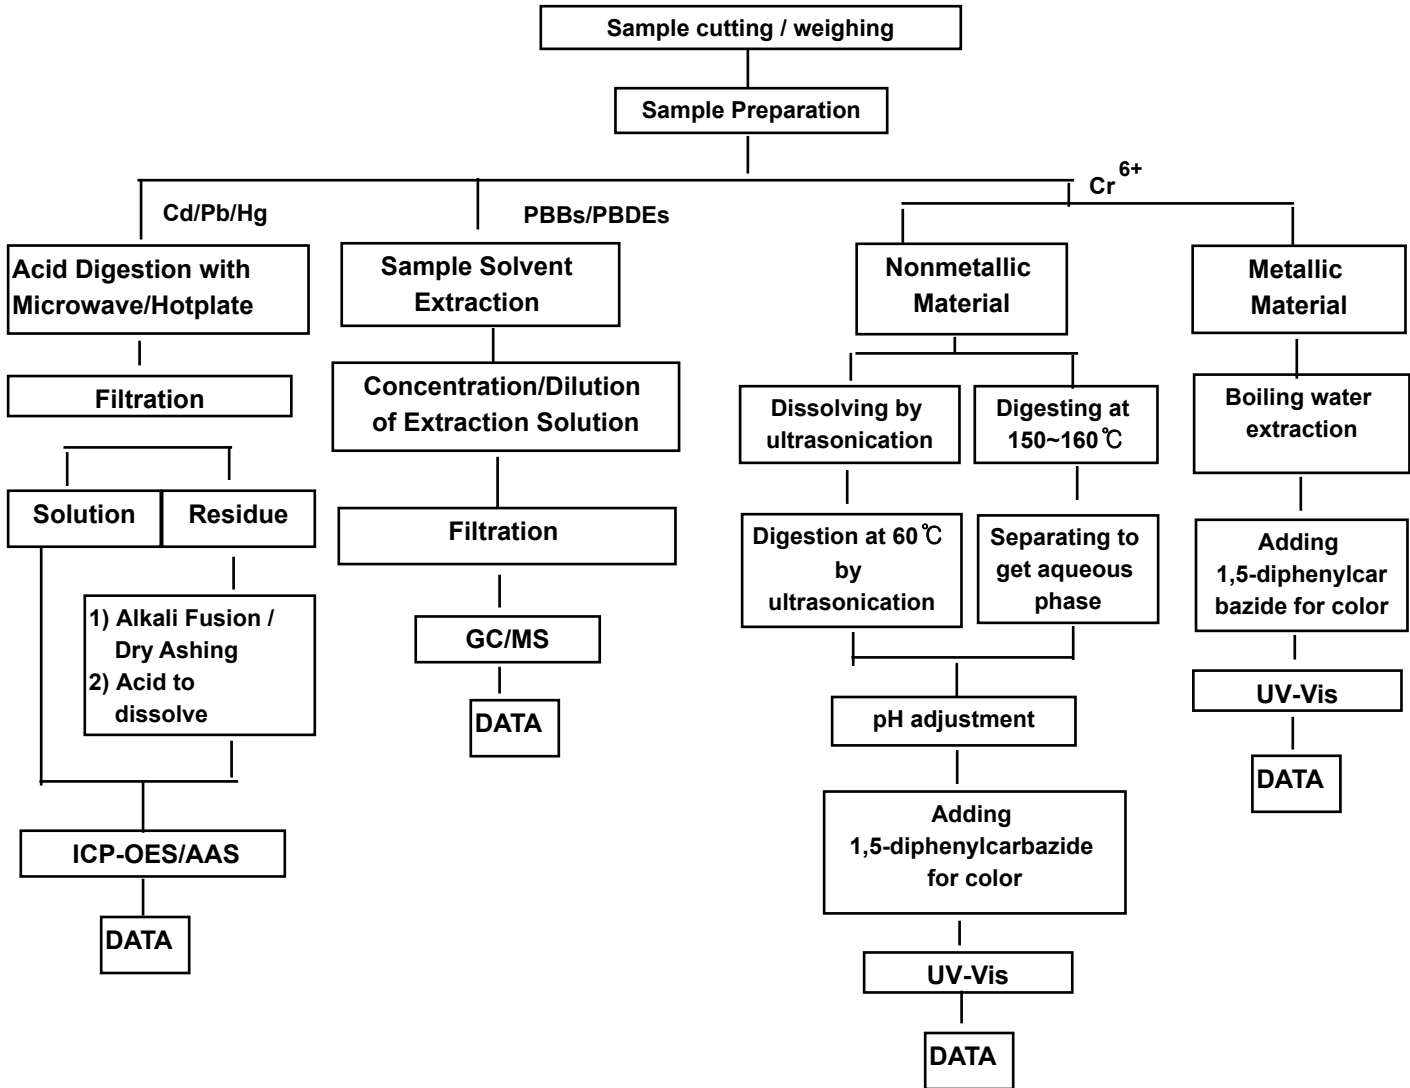 Sample cutting / weighing
Sample Preparation
Cd/Pb/Hg
PBBs/PBDEs
Cr 6+
Acid Digestion with
Microwave/Hotplate
Filtration
Solution
Residue
1) Alkali Fusion /
Dry Ashing
2) Acid to
dissolve
ICP-OES/AAS
DATA
Sample Solvent
Extraction
Concentration/Dilution
of Extraction Solution
Filtration
GC/MS
DATA
Nonmetallic
Material
Dissolving by
ultrasonication
Digestion at 60℃
by
ultrasonication
Digesting at
150~160℃
Separating to
get aqueous
phase
pH adjustment
Adding
1,5-diphenylcarbazide
for color
UV-Vis
DATA
Metallic
Material
Boiling water
extraction
Adding
1,5-diphenylcar
bazide for color
UV-Vis
DATA